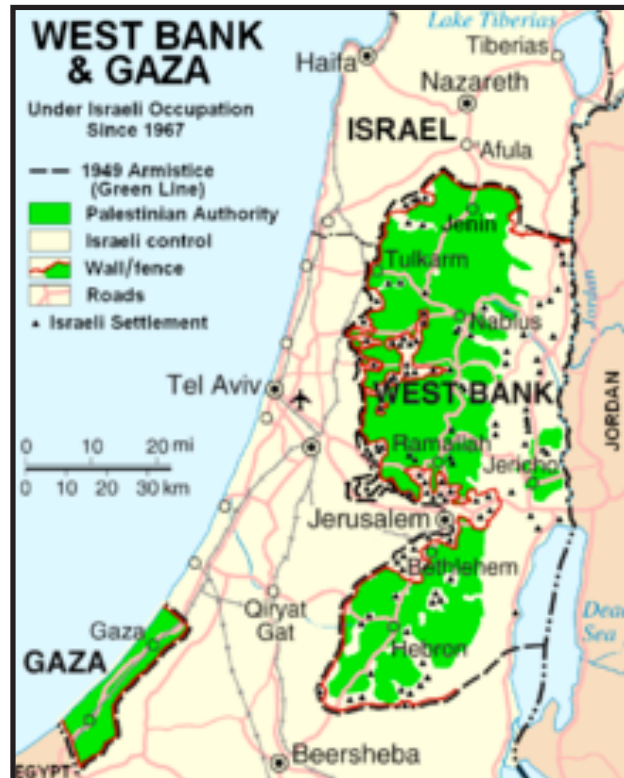 WEST BANK
& GAZA
Under Israeli Occupation
Since 1967
1949 Armistice
(Green Line)
Palestinian Authority
Israeli control
Wall/fence
Roads
Israeli Settlement
Lake Tiberias
Tiberias
Haifa
Nazareth
ISRAEL
Afula
Jenin
Tulkarm
Nablus
Jordan
Tel Aviv
WEST BANK
JORDAN
0 10 20 mi
0 10 20 30 km
Ramallah
Jericho
Jerusalem
Bethlehem
Qiryat
Gat
Hebron
Dead
Sea
Gaza
GAZA
EGYPT
Beersheba